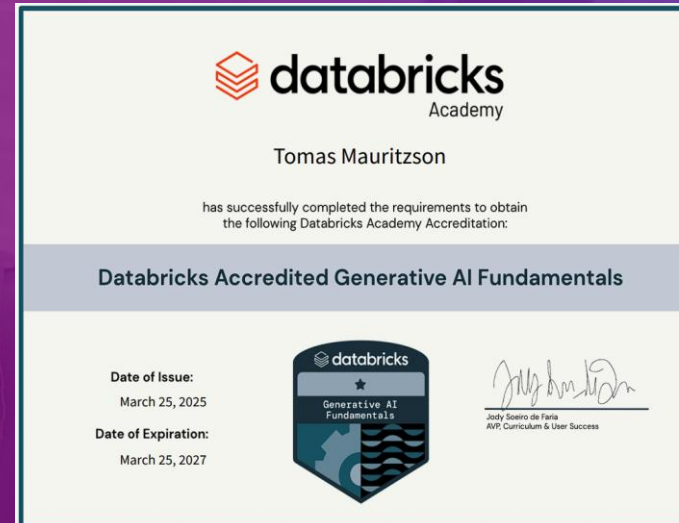 databricks
Academy
Tomas Mauritzson
has successfully completed the requirements to obtain
the following Databricks Academy Accreditation:
Databricks Accredited Generative AI Fundamentals
Date of Issue:
March 25, 2025
Date of Expiration:
March 25, 2027
databricks
Generative AI
Fundamentals
Jody Soeiro de Faria
AVP, Curriculum & User Success